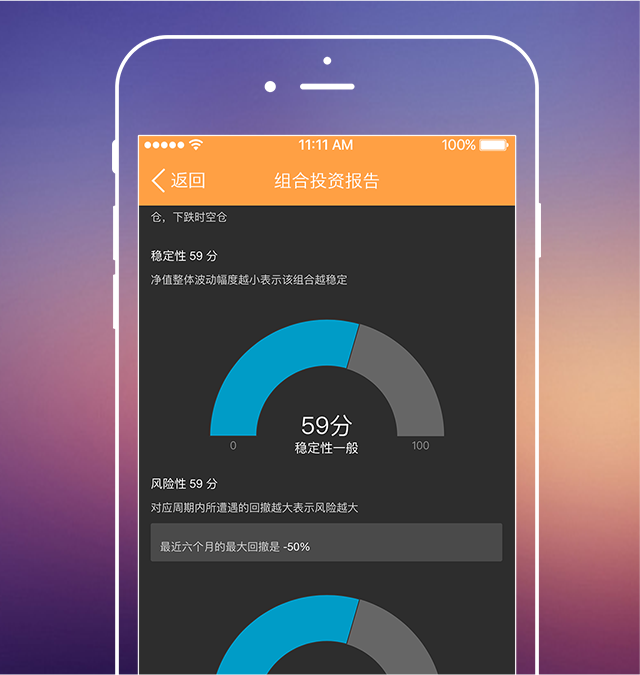 11:11 AM 100%
返回 组合投资报告
仓，下跌时空仓
稳定性 59 分
净值整体波动幅度越小表示该组合越稳定
59分
0 稳定性一般 100
风险性 59 分
对应周期内所遭遇的回撤越大表示风险越大
最近六个月的最大回撤是 -50%